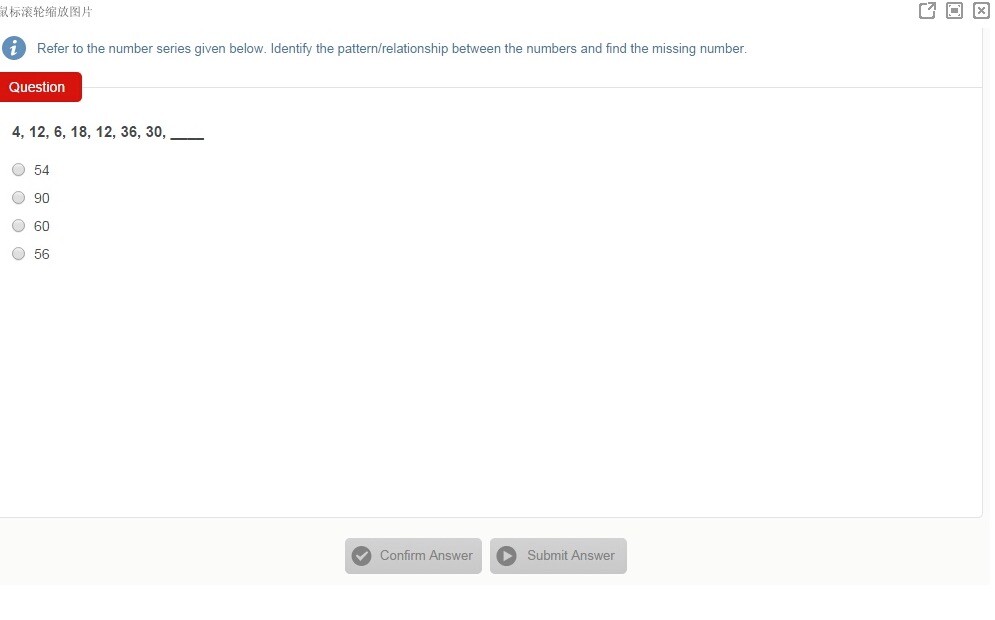 鼠标滚轮缩放图片
Refer to the number series given below. Identify the pattern/relationship between the numbers and find the missing number.
Question
4, 12, 6, 18, 12, 36, 30, ____
54
90
60
56
Confirm Answer
Submit Answer